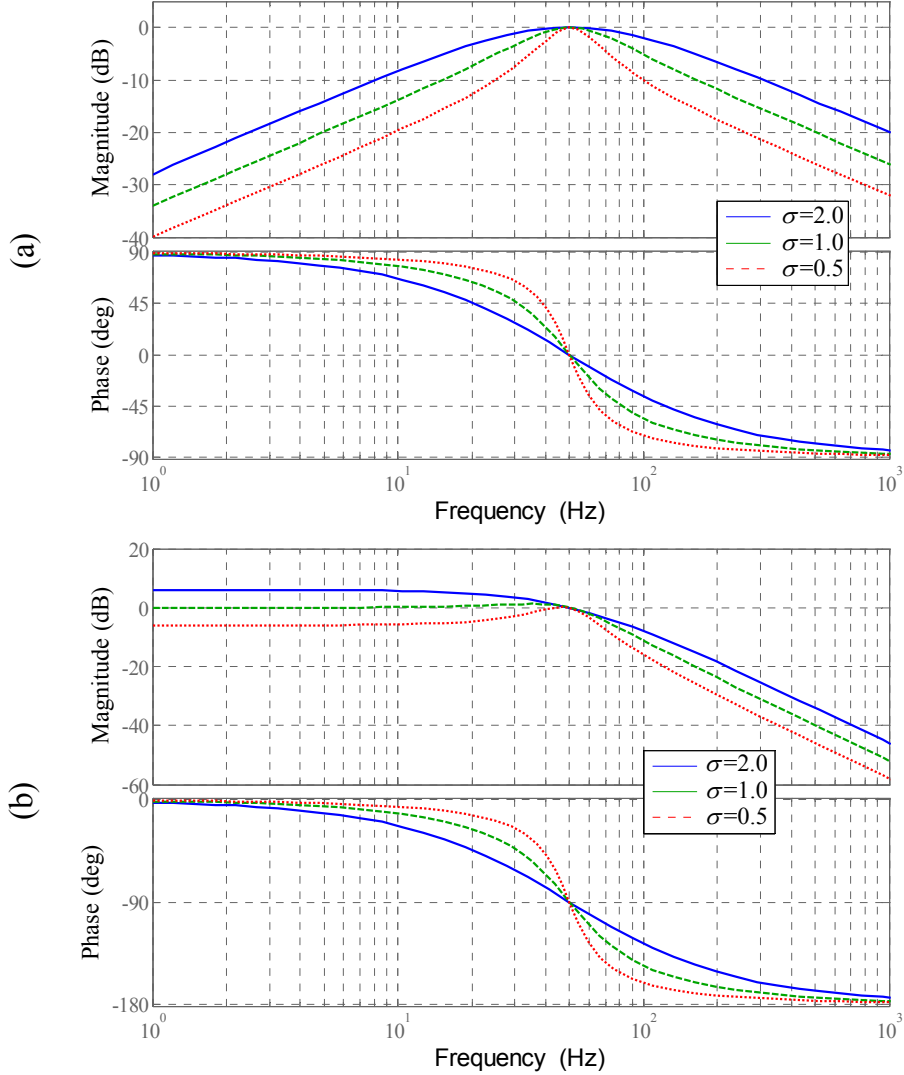 (a)
Magnitude (dB)
0
-10
-20
-30
-40
σ=2.0
σ=1.0
σ=0.5
Phase (deg)
90
45
0
-45
-90
10^0
10^1
10^2
10^3
Frequency (Hz)
(b)
Magnitude (dB)
20
0
-20
-40
-60
σ=2.0
σ=1.0
σ=0.5
Phase (deg)
0
-90
-180
10^0
10^1
10^2
10^3
Frequency (Hz)